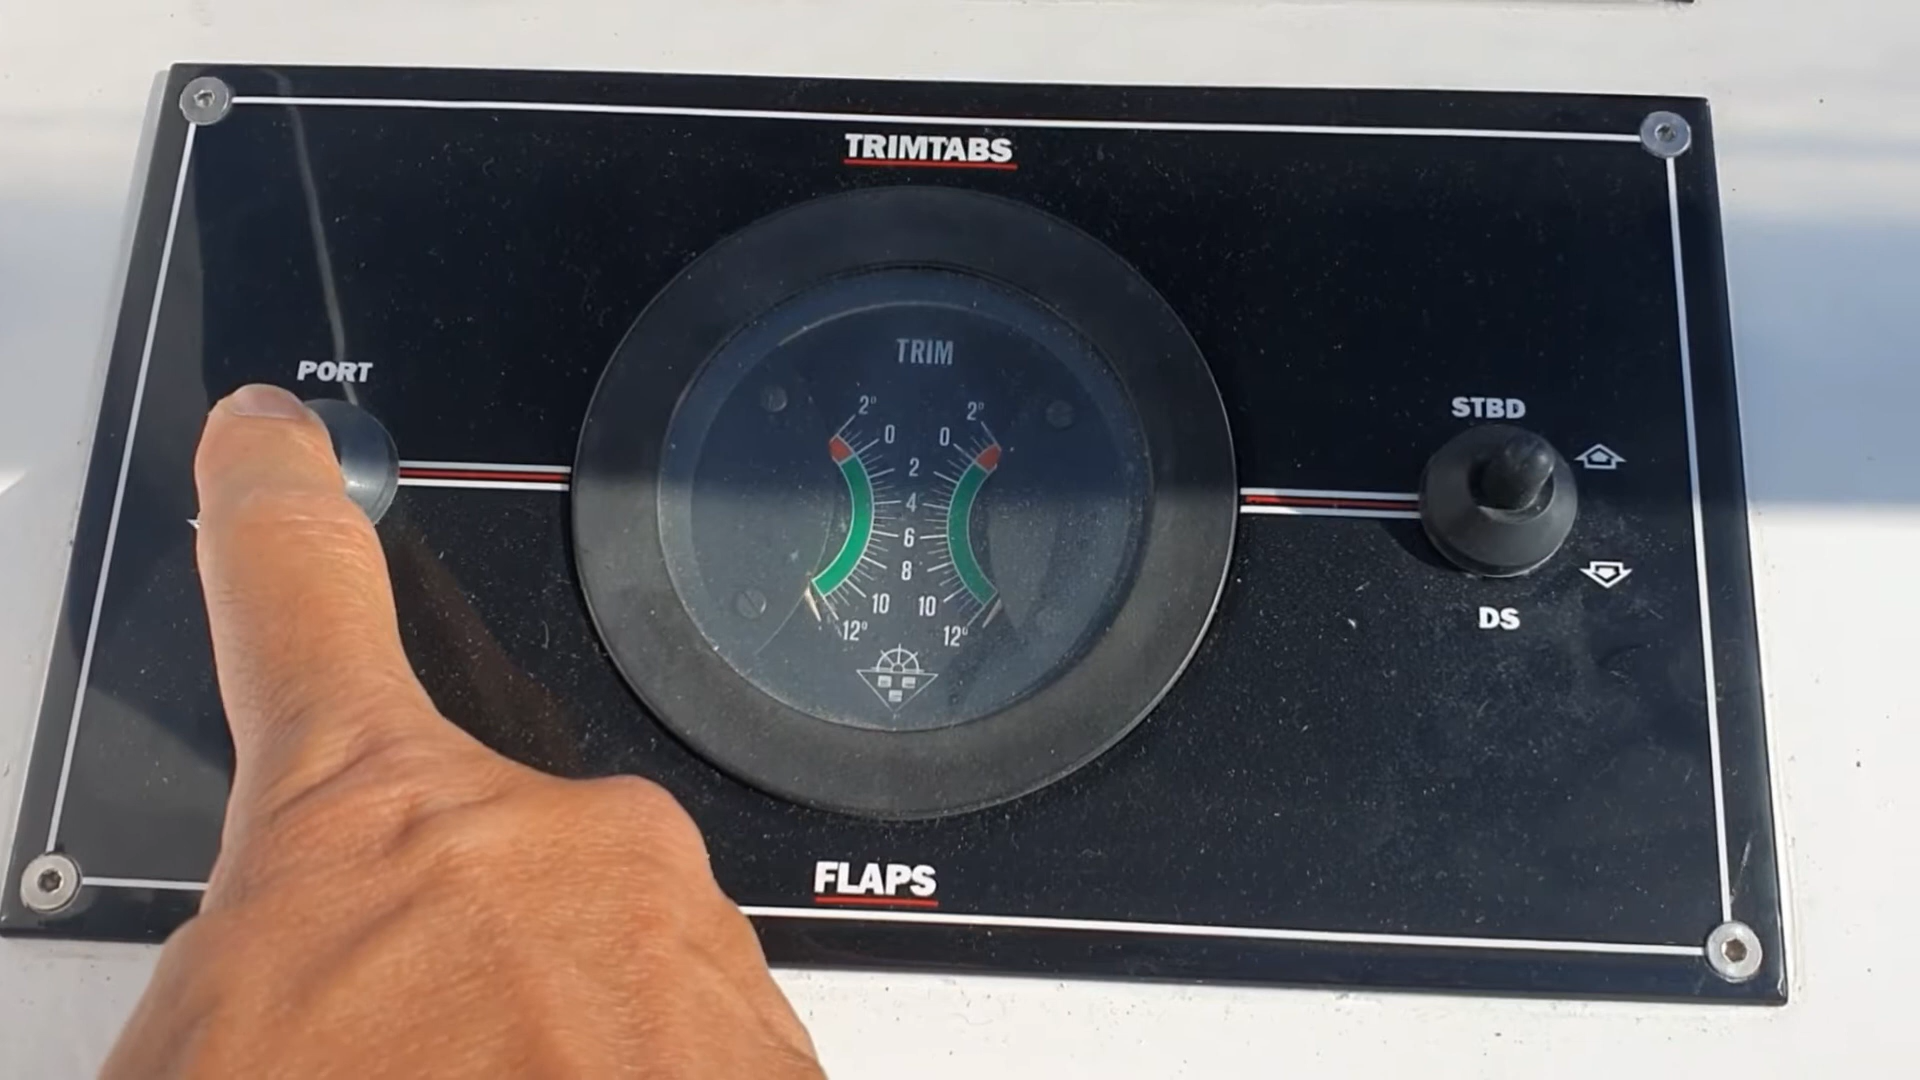 TRIMTABS
TRIM
PORT
STBD
2° 2°
0 0
2
4
6
8
10 10
12° 12°
DS
FLAPS